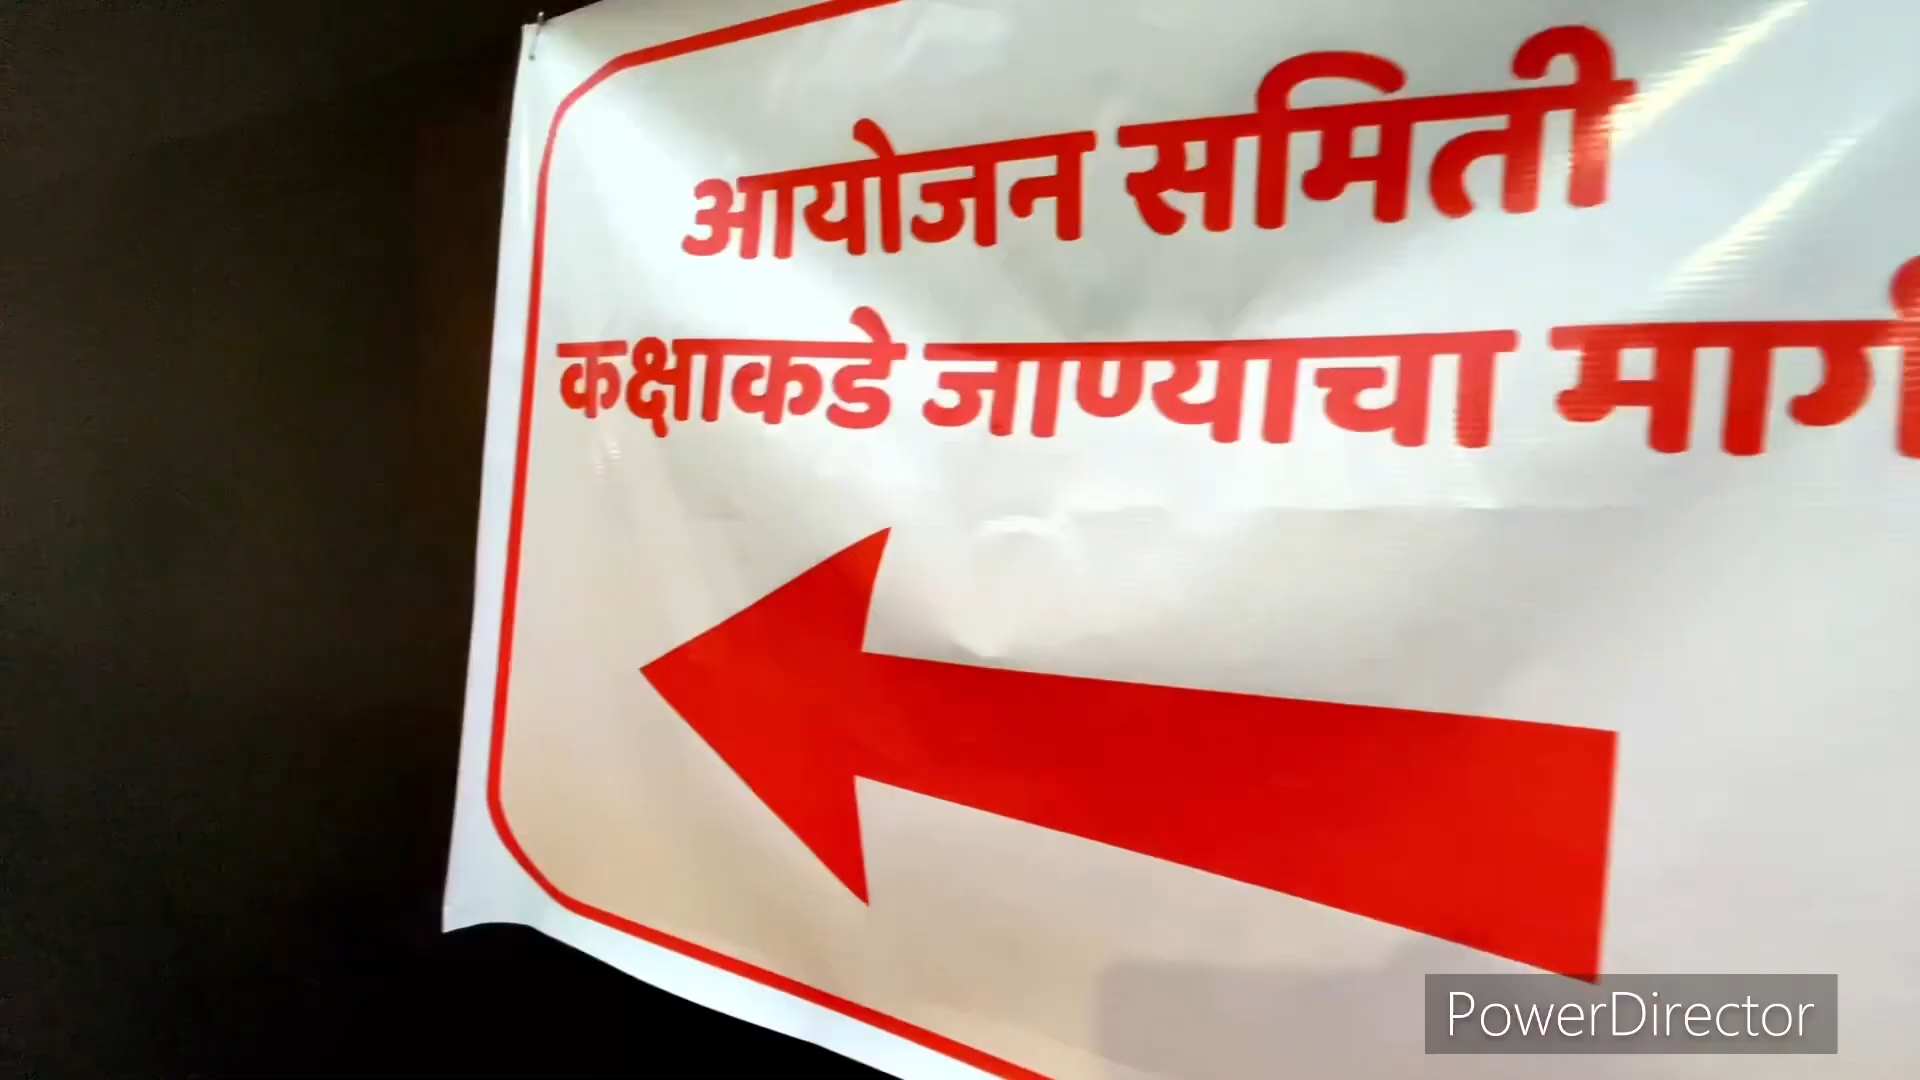 आयोजन समिती
कक्षाकडे जाण्याचा मार्ग
PowerDirector